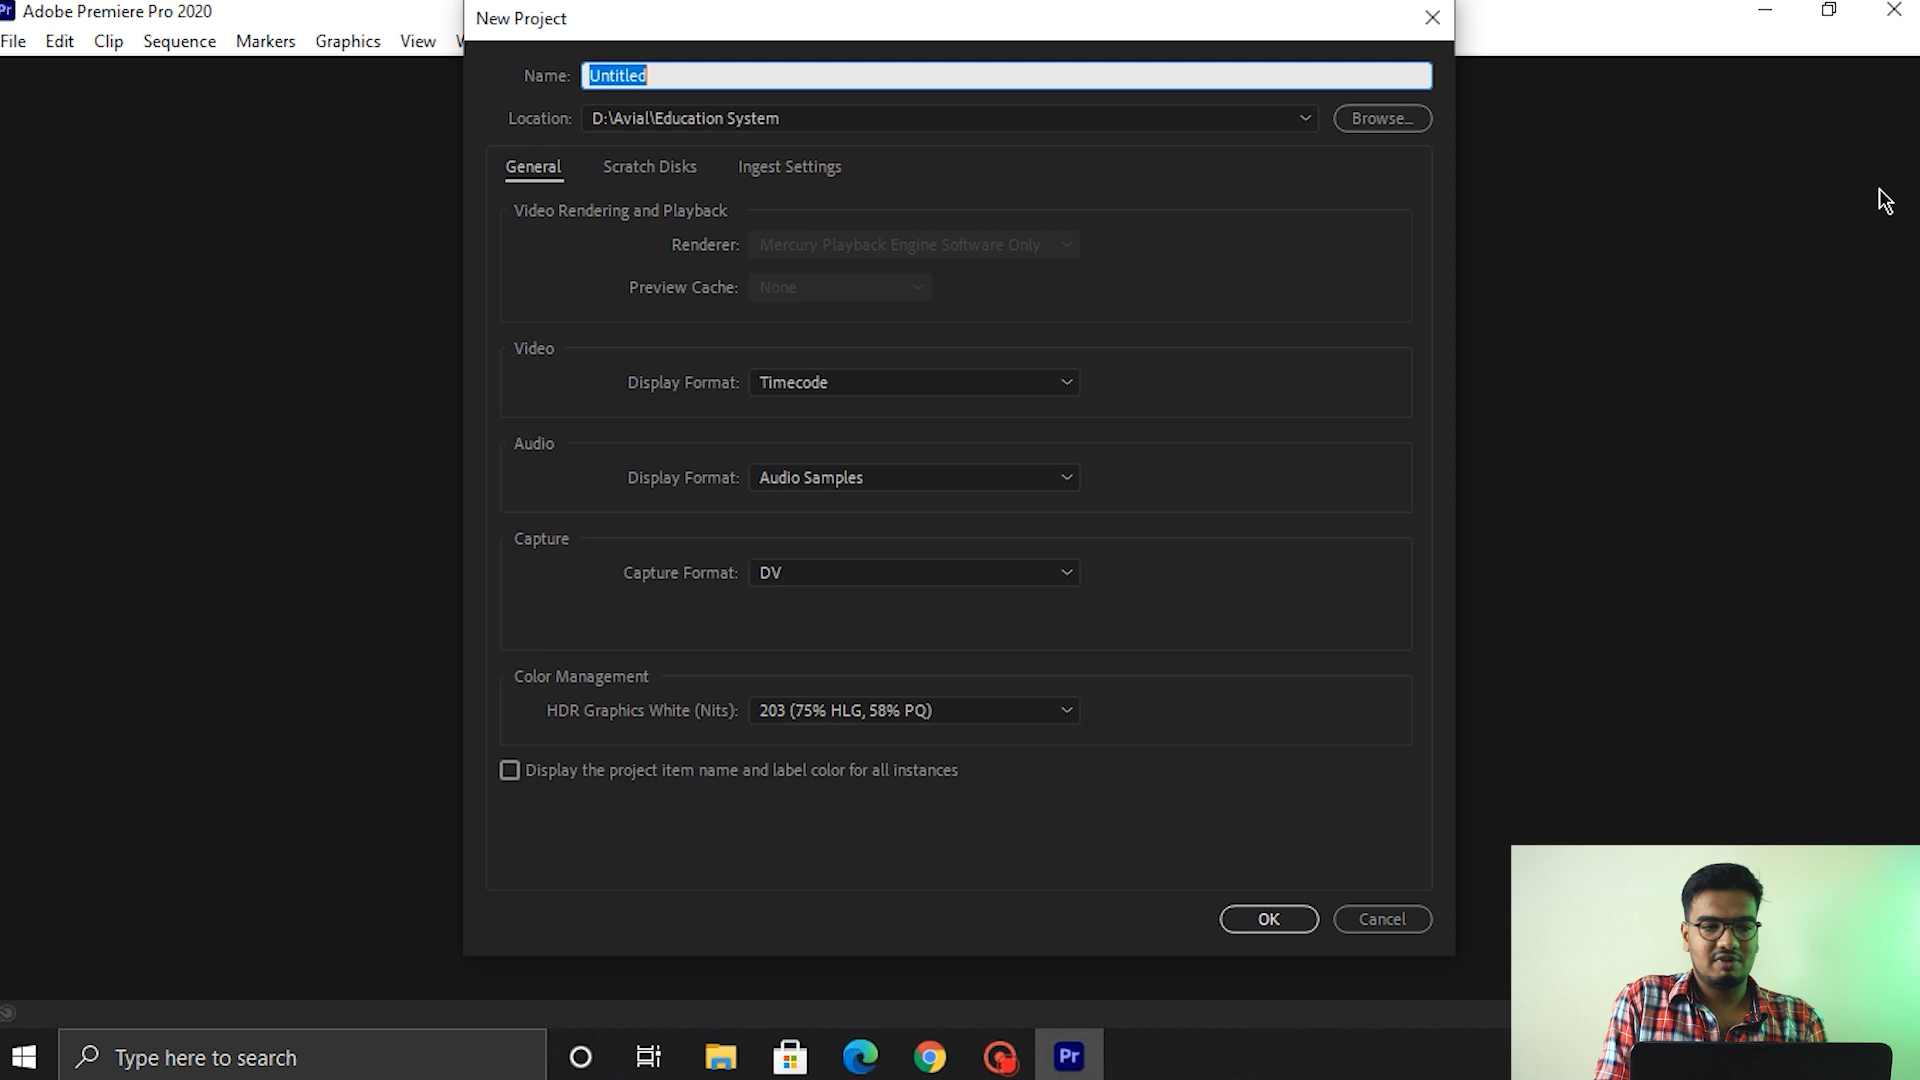 Pr Adobe Premiere Pro 2020
File Edit Clip Sequence Markers Graphics View
New Project
Name: Untitled
Location: D:\Avial\Education System Browse...
General Scratch Disks Ingest Settings
Video Rendering and Playback
Renderer: Mercury Playback Engine Software Only
Preview Cache: None
Video
Display Format: Timecode
Audio
Display Format: Audio Samples
Capture
Capture Format: DV
Color Management
HDR Graphics White (Nits): 203 (75% HLG, 58% PQ)
Display the project item name and label color for all instances
OK Cancel
Type here to search
Pr